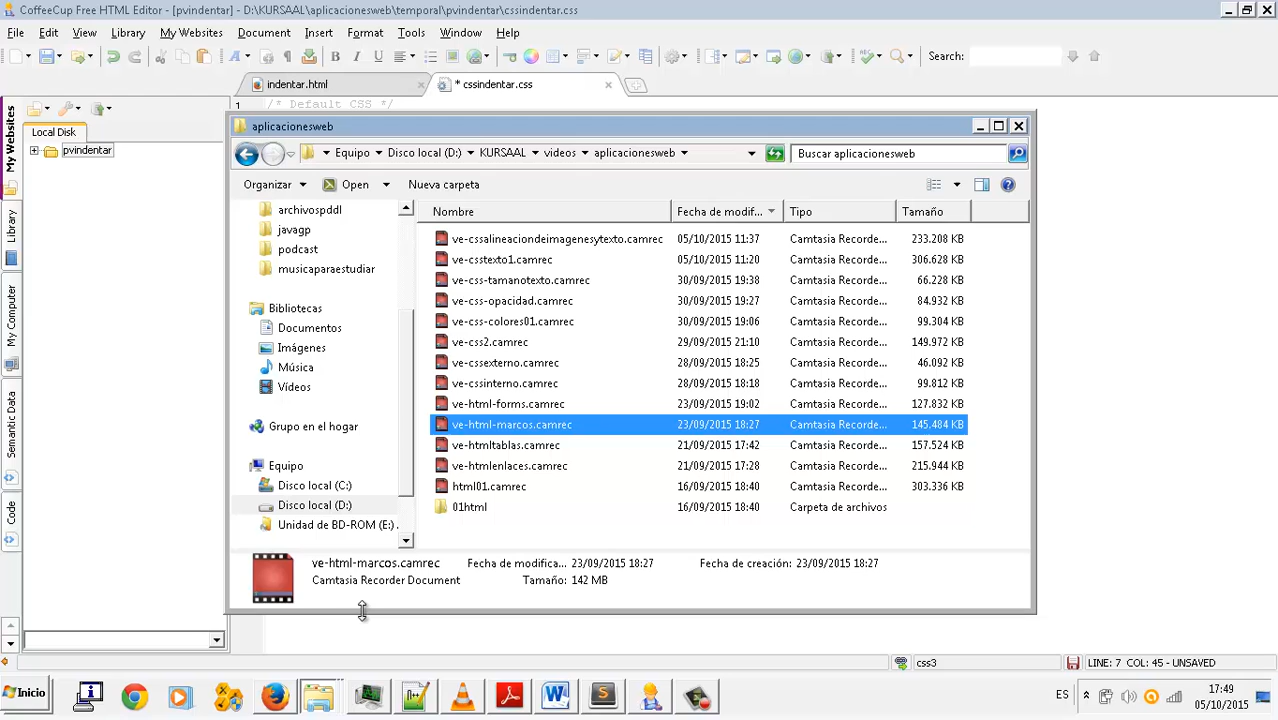 CoffeeCup Free HTML Editor - [pvindentar] - D:\KURSAAL\aplicacionesweb\temporal\pvindentar\cssindentar.css
File Edit View Library My Websites Document Insert Format Tools Window Help
Search:
indentar.html * cssindentar.css
1 /* Default CSS */
My Websites
Library
My Computer
Semantic Data
Code
Local Disk
pvindentar
aplicacionesweb
Equipo Disco local (D:) KURSAAL videos aplicacionesweb Buscar aplicacionesweb
Organizar Open Nueva carpeta
archivospddl
javagp
podcast
musicaparaestudiar
Bibliotecas
Documentos
Imágenes
Música
Vídeos
Grupo en el hogar
Equipo
Disco local (C:)
Disco local (D:)
Unidad de BD-ROM (E:)
Nombre Fecha de modif... Tipo Tamaño
ve-cssalineaciondeimagenesytexto.camrec 05/10/2015 11:37 Camtasia Recorde... 233.208 KB
ve-csstexto1.camrec 05/10/2015 11:20 Camtasia Recorde... 306.628 KB
ve-css-tamanotexto.camrec 30/09/2015 19:38 Camtasia Recorde... 66.228 KB
ve-css-opacidad.camrec 30/09/2015 19:27 Camtasia Recorde... 84.932 KB
ve-css-colores01.camrec 30/09/2015 19:06 Camtasia Recorde... 99.304 KB
ve-css2.camrec 29/09/2015 21:10 Camtasia Recorde... 149.972 KB
ve-cssexterno.camrec 28/09/2015 18:25 Camtasia Recorde... 46.092 KB
ve-cssinterno.camrec 28/09/2015 18:18 Camtasia Recorde... 99.812 KB
ve-html-forms.camrec 23/09/2015 19:02 Camtasia Recorde... 127.832 KB
ve-html-marcos.camrec 23/09/2015 18:27 Camtasia Recorde... 145.484 KB
ve-htmltablas.camrec 21/09/2015 17:42 Camtasia Recorde... 157.524 KB
ve-htmlenlaces.camrec 21/09/2015 17:28 Camtasia Recorde... 215.944 KB
html01.camrec 16/09/2015 18:40 Camtasia Recorde... 303.336 KB
01html 16/09/2015 18:40 Carpeta de archivos
ve-html-marcos.camrec Fecha de modifica... 23/09/2015 18:27 Fecha de creación: 23/09/2015 18:27
Camtasia Recorder Document Tamaño: 142 MB
css3 LINE: 7 COL: 45 - UNSAVED
Inicio ES 17:49
05/10/2015